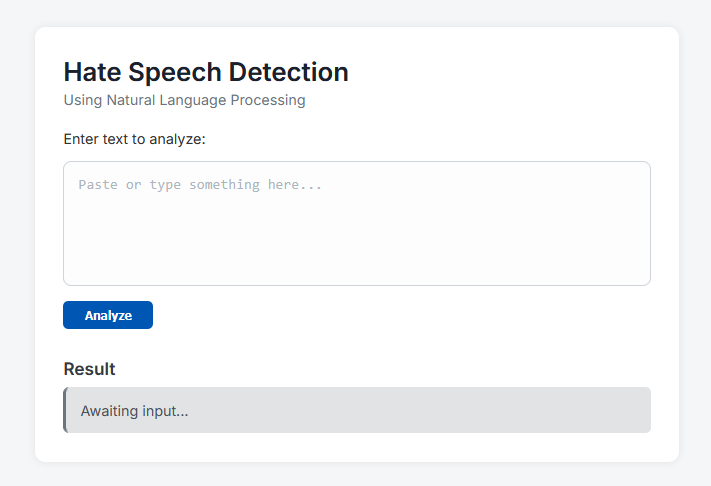 Hate Speech Detection
Using Natural Language Processing
Enter text to analyze:
Paste or type something here...
Analyze
Result
Awaiting input...